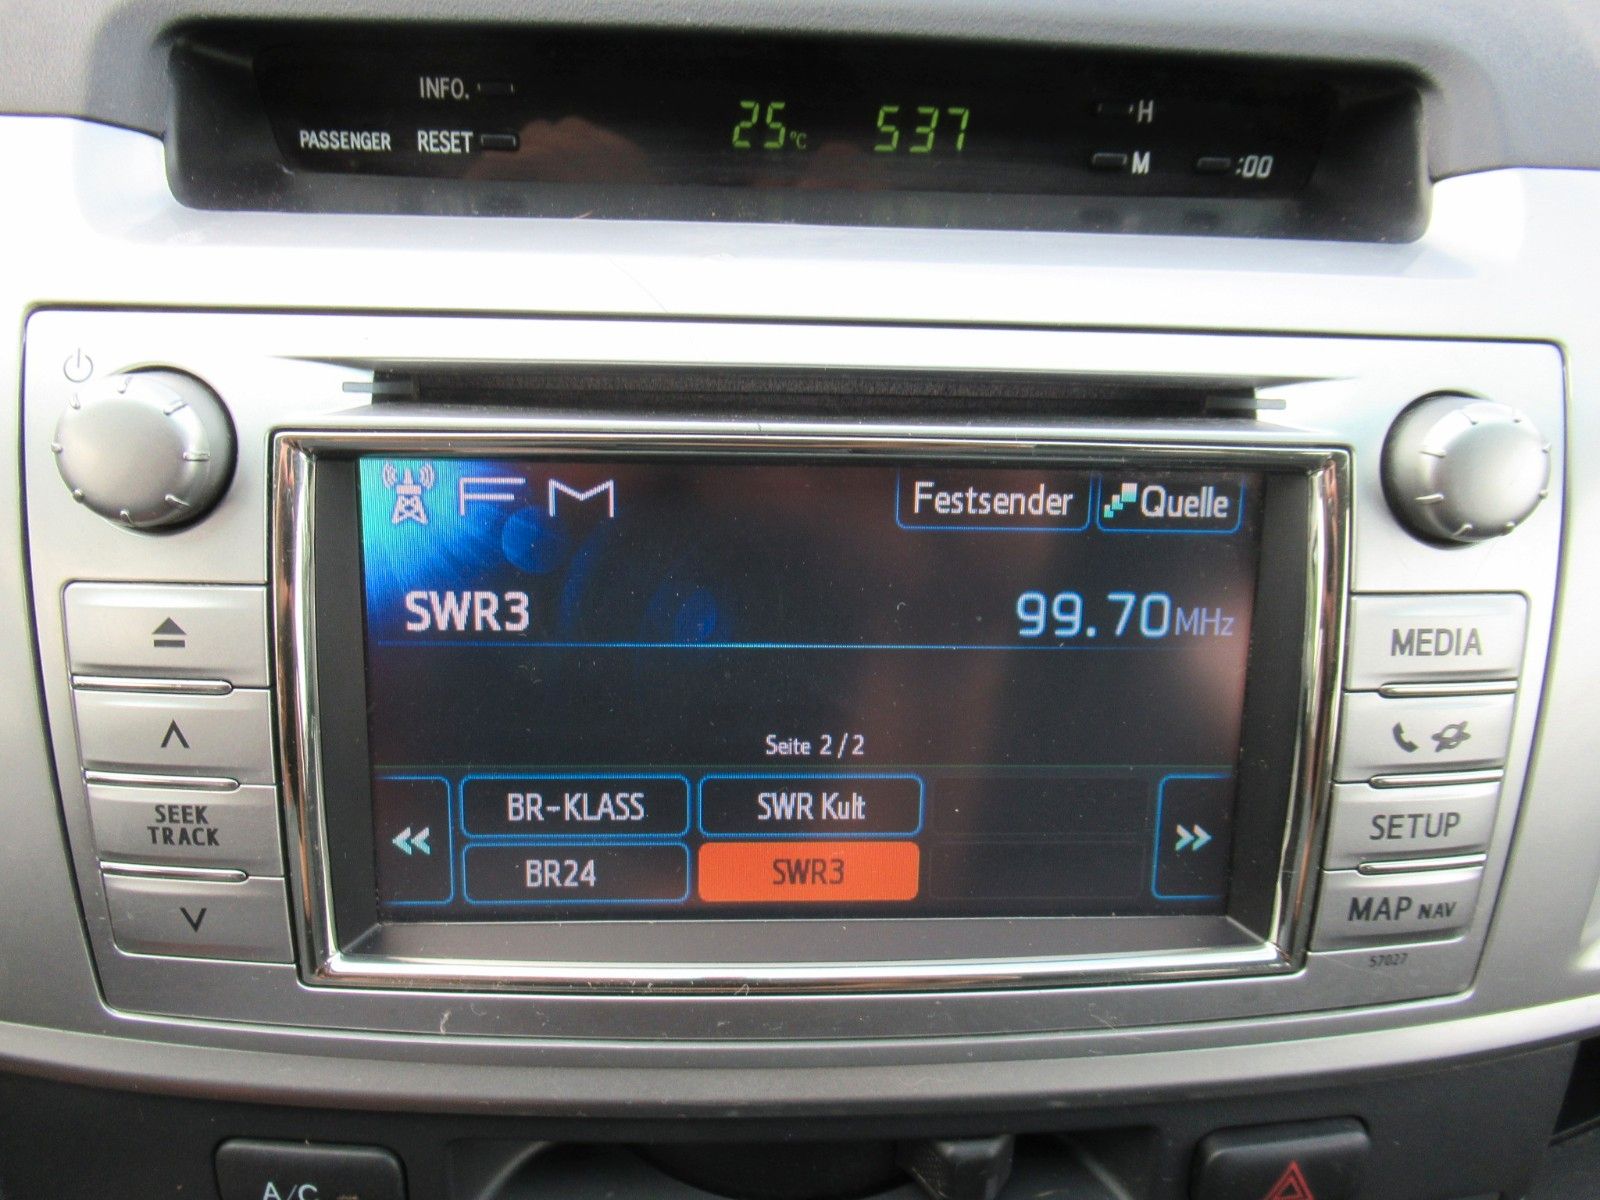 INFO.
PASSENGER RESET 25°C 537 H
M :00
FM Festsender Quelle
SWR3 99.70MHz
MEDIA
Seite 2/2
BR-KLASS SWR Kult
SEEK
TRACK
SETUP
BR24 SWR3
MAP NAV
57027
A/C